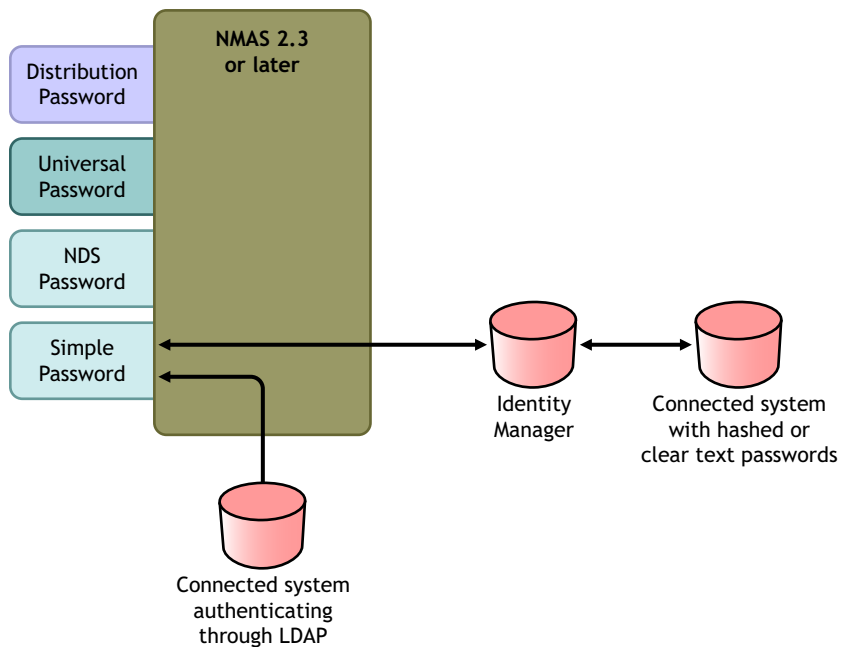 NMAS 2.3
or later
Distribution
Password
Universal
Password
NDS
Password
Simple
Password
Identity
Manager
Connected system
with hashed or
clear text passwords
Connected system
authenticating
through LDAP